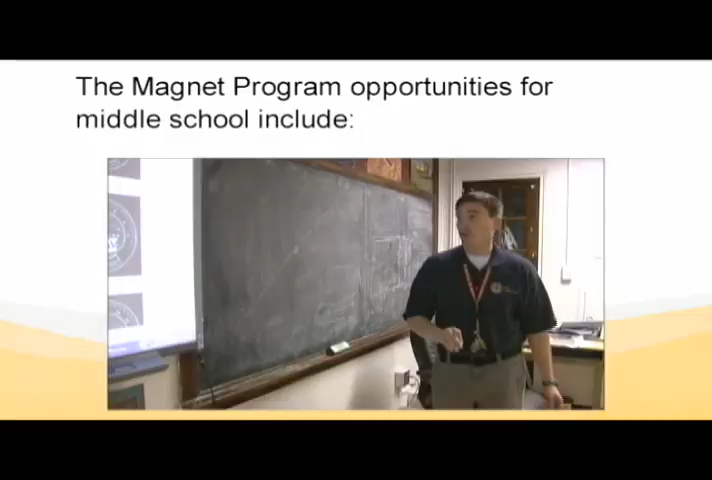 The Magnet Program opportunities for
middle school include: